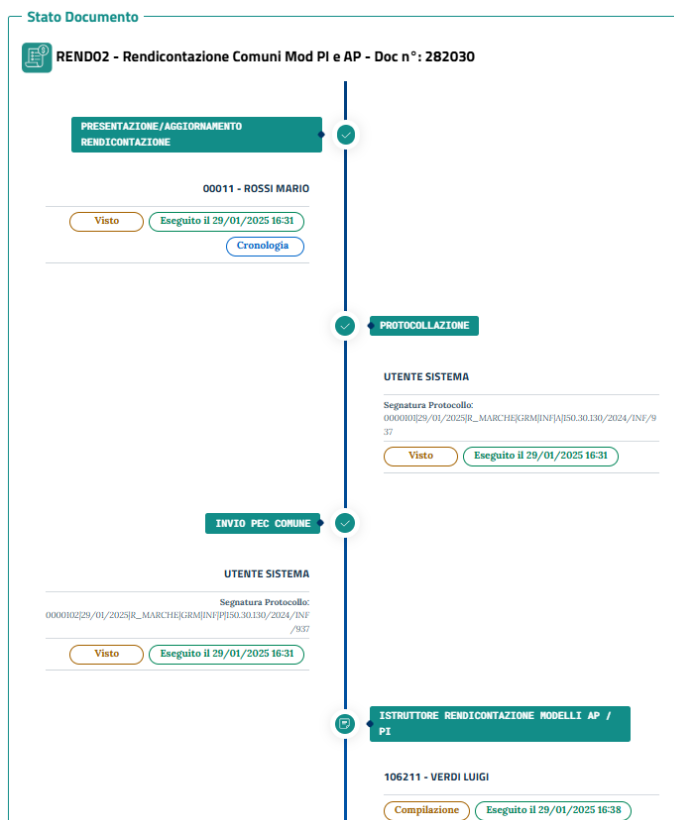 Stato Documento
REND02 - Rendicontazione Comuni Mod PI e AP - Doc n°: 282030
PRESENTAZIONE/AGGIORNAMENTO
RENDICONTAZIONE
00011 - ROSSI MARIO
Visto
Eseguito il 29/01/2025 16:31
Cronologia
PROTOCOLLAZIONE
UTENTE SISTEMA
Segnatura Protocollo:
0000101|29/01/2025|R_MARCHE|GRM|INF|A|150.30.130/2024/INF/9
37
Visto
Eseguito il 29/01/2025 16:31
INVIO PEC COMUNE
UTENTE SISTEMA
Segnatura Protocollo:
0000102|29/01/2025|R_MARCHE|GRM|INF|P|150.30.130/2024/INF
/937
Visto
Eseguito il 29/01/2025 16:31
ISTRUTTORE RENDICONTAZIONE MODELLI AP /
PI
106211 - VERDI LUIGI
Compilazione
Eseguito il 29/01/2025 16:38